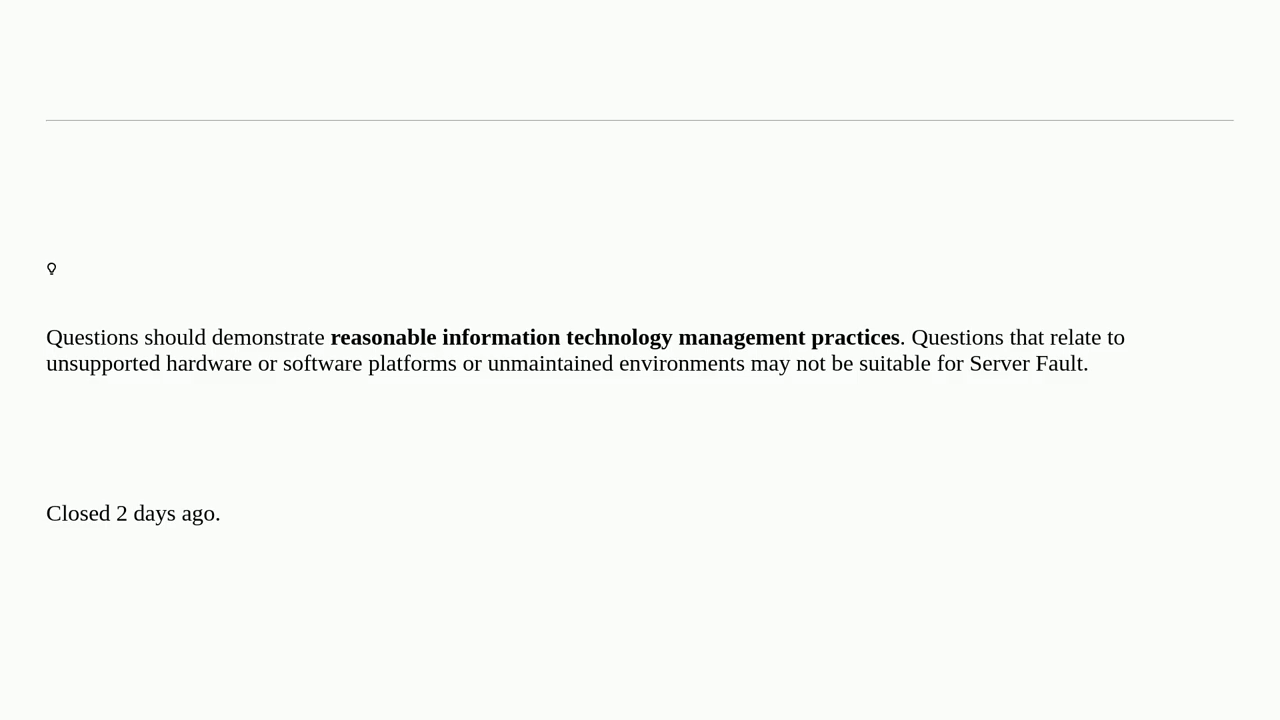 Questions should demonstrate reasonable information technology management practices. Questions that relate to
unsupported hardware or software platforms or unmaintained environments may not be suitable for Server Fault.
Closed 2 days ago.